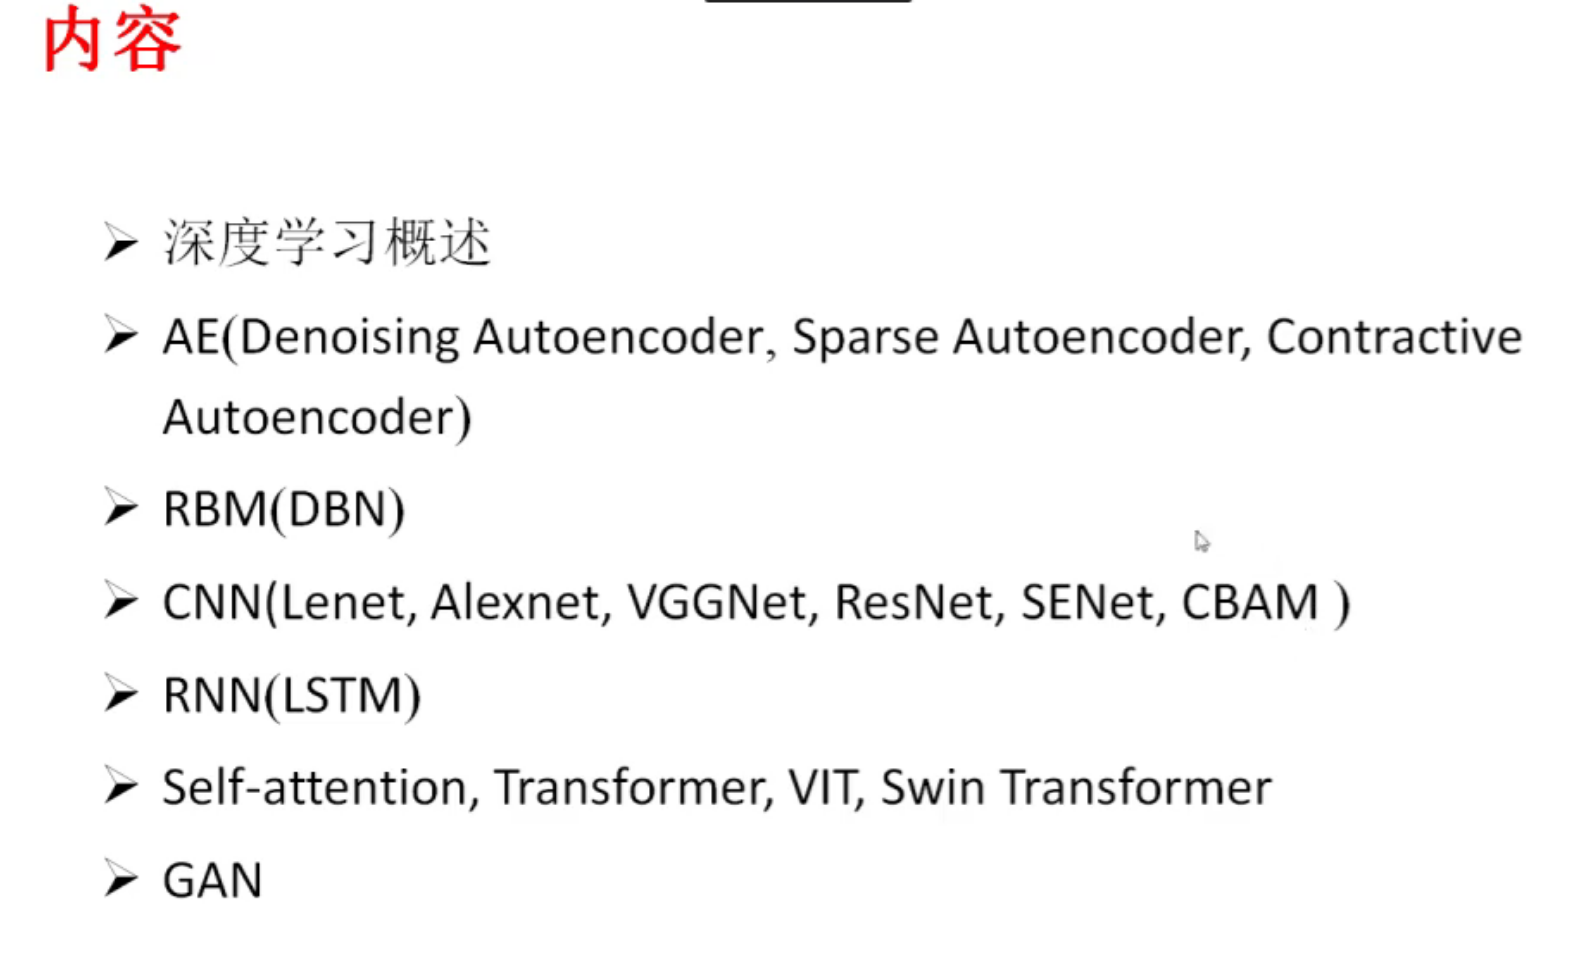 内容
深度学习概述
AE(Denoising Autoencoder, Sparse Autoencoder, Contractive
Autoencoder)
RBM(DBN)
CNN(Lenet, Alexnet, VGGNet, ResNet, SENet, CBAM )
RNN(LSTM)
Self-attention, Transformer, VIT, Swin Transformer
GAN